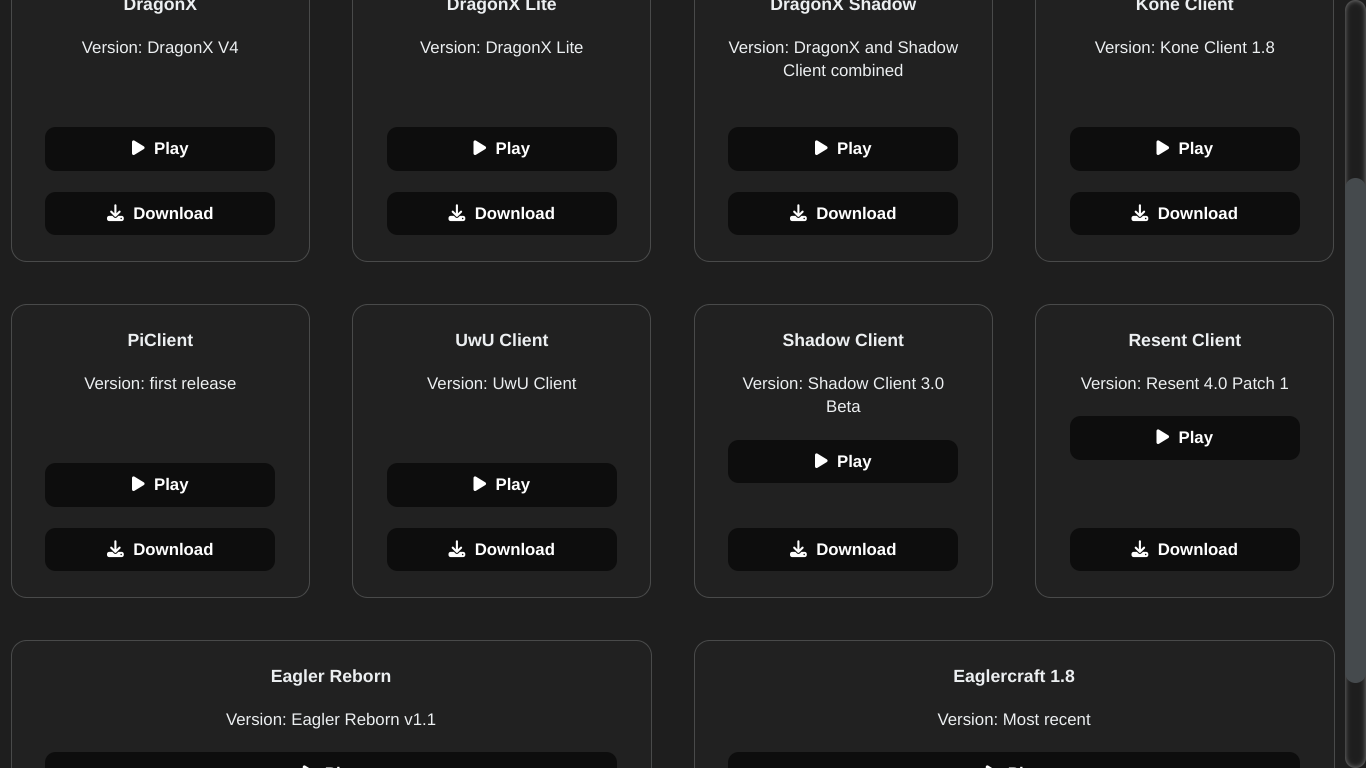 DragonX
Version: DragonX V4
Play
Download
DragonX Lite
Version: DragonX Lite
Play
Download
DragonX Shadow
Version: DragonX and Shadow
Client combined
Play
Download
Kone Client
Version: Kone Client 1.8
Play
Download
PiClient
Version: first release
Play
Download
UwU Client
Version: UwU Client
Play
Download
Shadow Client
Version: Shadow Client 3.0
Beta
Play
Download
Resent Client
Version: Resent 4.0 Patch 1
Play
Download
Eagler Reborn
Version: Eagler Reborn v1.1
Play
Eaglercraft 1.8
Version: Most recent
Play